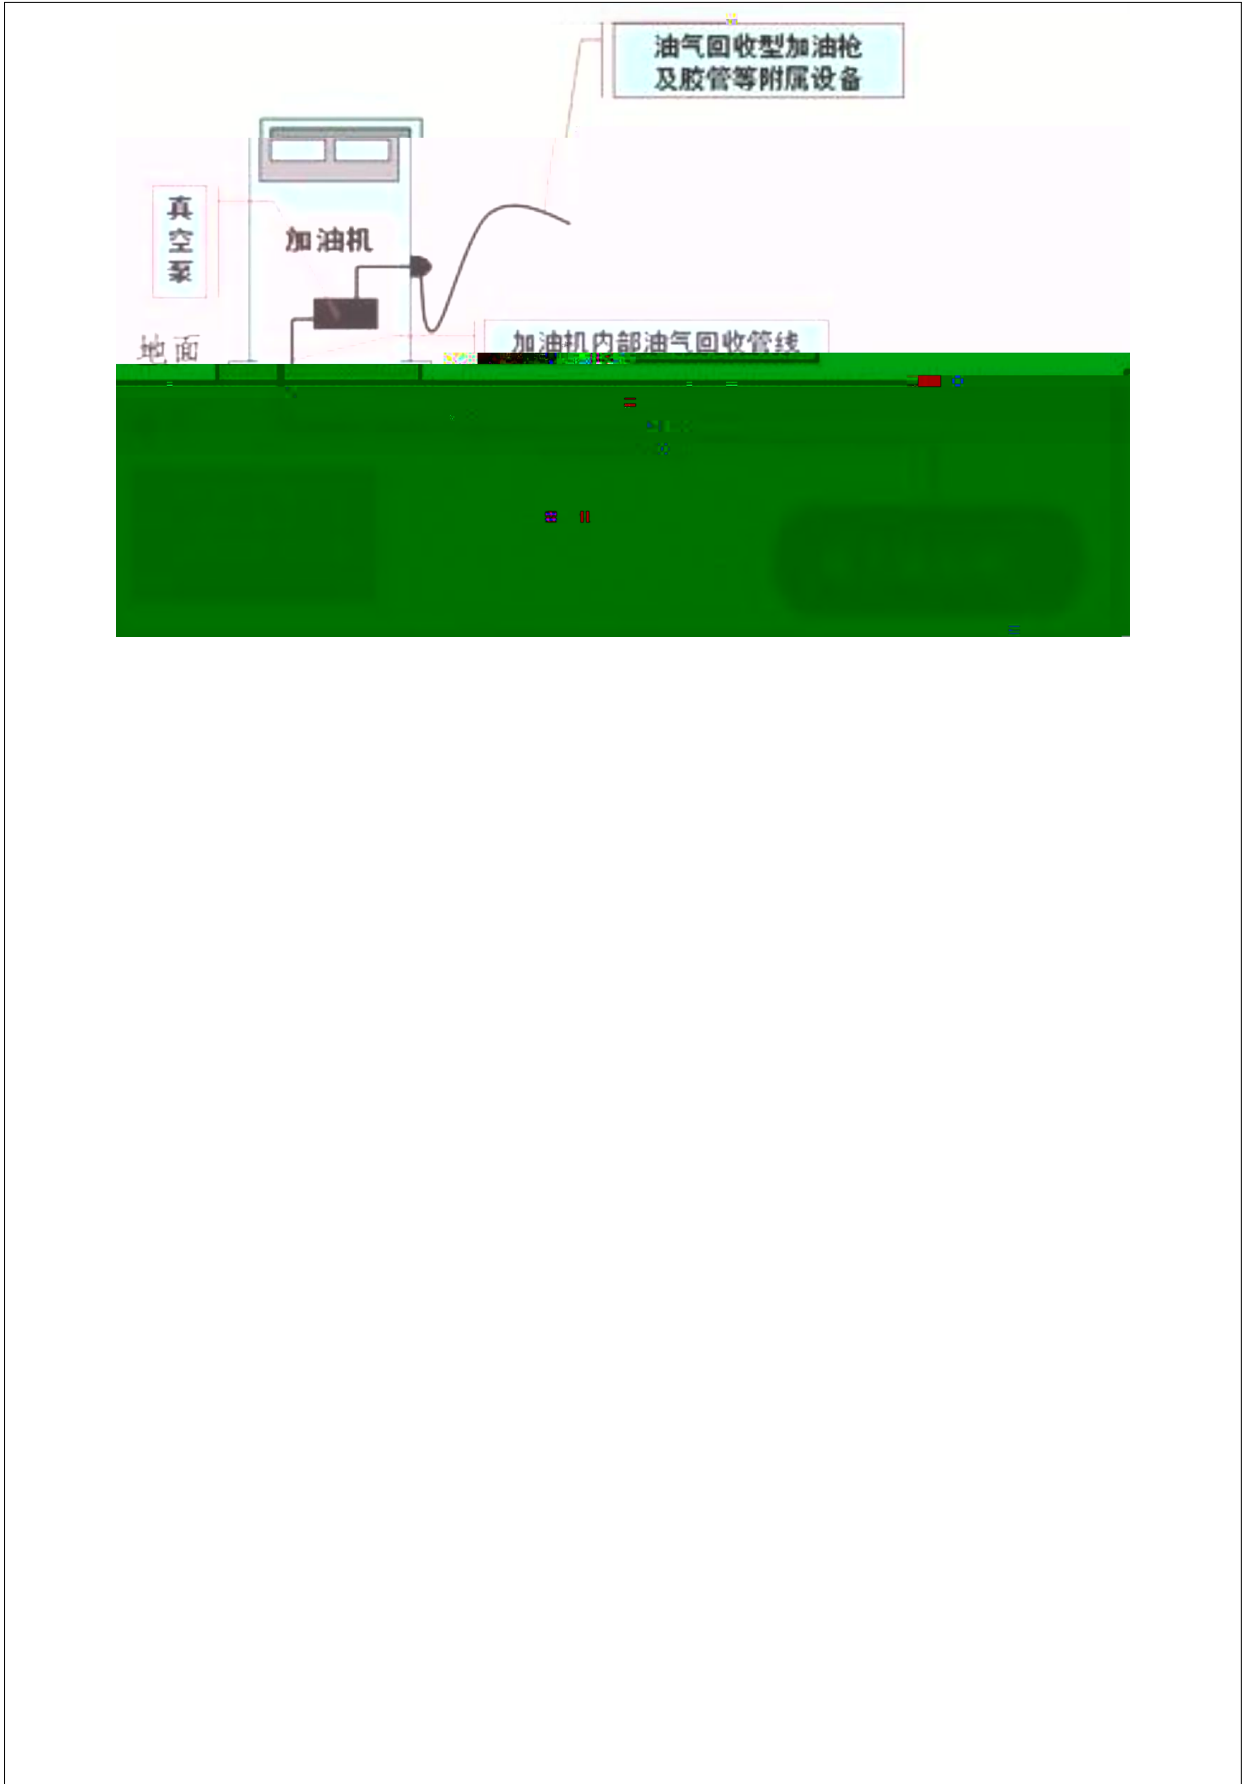 油气回收型加油枪
及胶管等附属设备
真
空
泵
加油机
加油机内部油气回收管线
地面